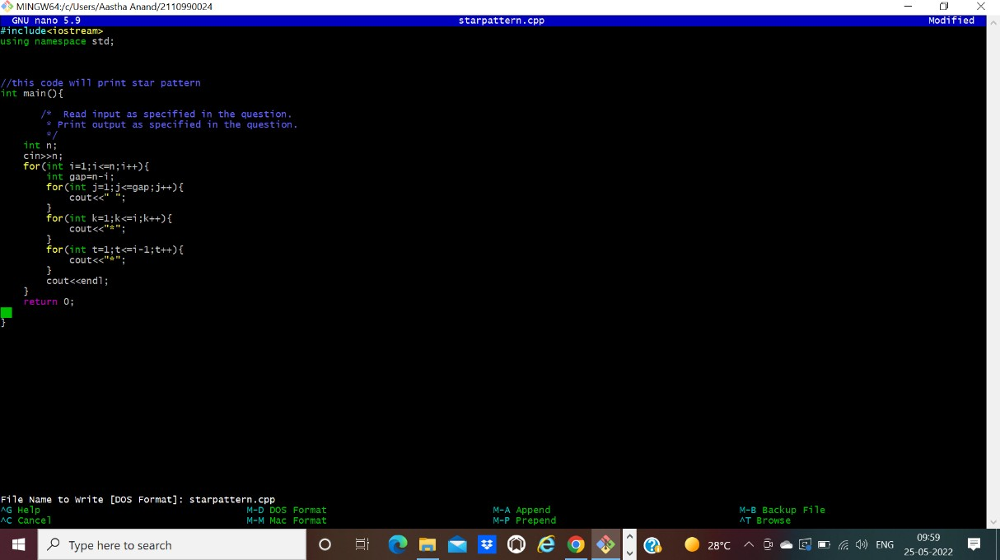 MINGW64:/c/Users/Aastha Anand/2110990024
GNU nano 5.9 starpattern.cpp Modified
#include<iostream>
using namespace std;
//this code will print star pattern
int main(){
/* Read input as specified in the question.
* Print output as specified in the question.
*/
int n;
cin>>n;
for(int i=1;i<=n;i++){
int gap=n-i;
for(int j=1;j<=gap;j++){
cout<<" ";
}
for(int k=1;k<=i;k++){
cout<<"*";
}
for(int t=1;t<=i-1;t++){
cout<<"*";
}
cout<<endl;
}
return 0;
}
File Name to Write [DOS Format]: starpattern.cpp
^G Help M-D DOS Format M-A Append M-B Backup File
^C Cancel M-M Mac Format M-P Prepend ^T Browse
Type here to search 28°C ENG 09:59
25-05-2022